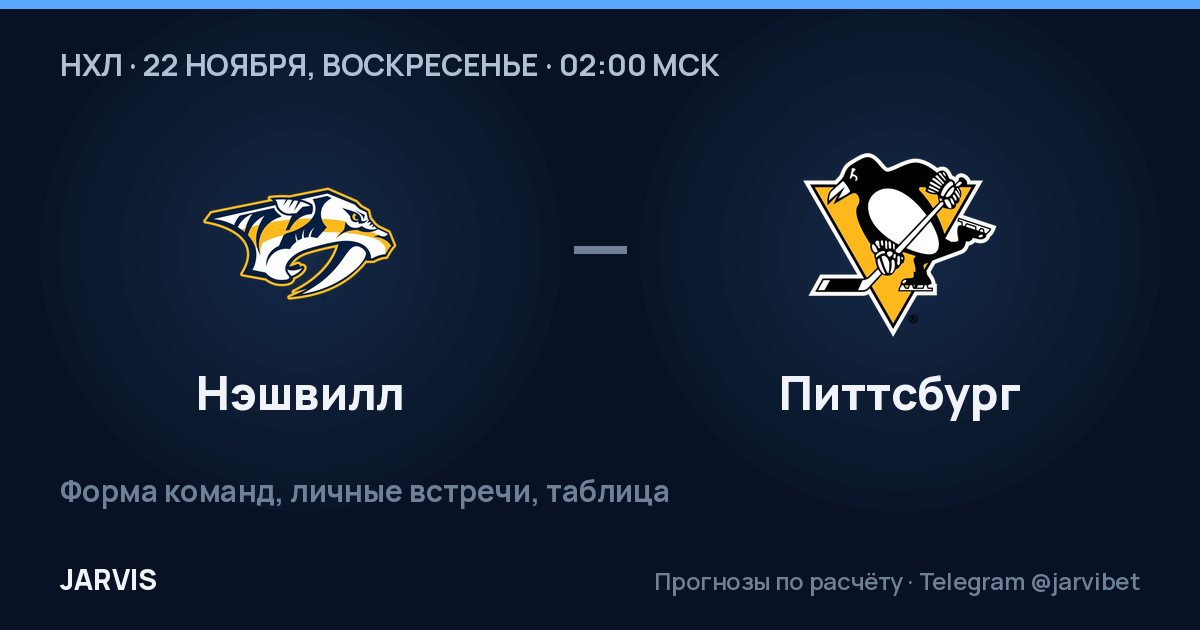 НХЛ · 22 НОЯБРЯ, ВОСКРЕСЕНЬЕ · 02:00 МСК
—
Нэшвилл
Питтсбург
Форма команд, личные встречи, таблица
JARVIS
Прогнозы по расчёту · Telegram @jarvibet